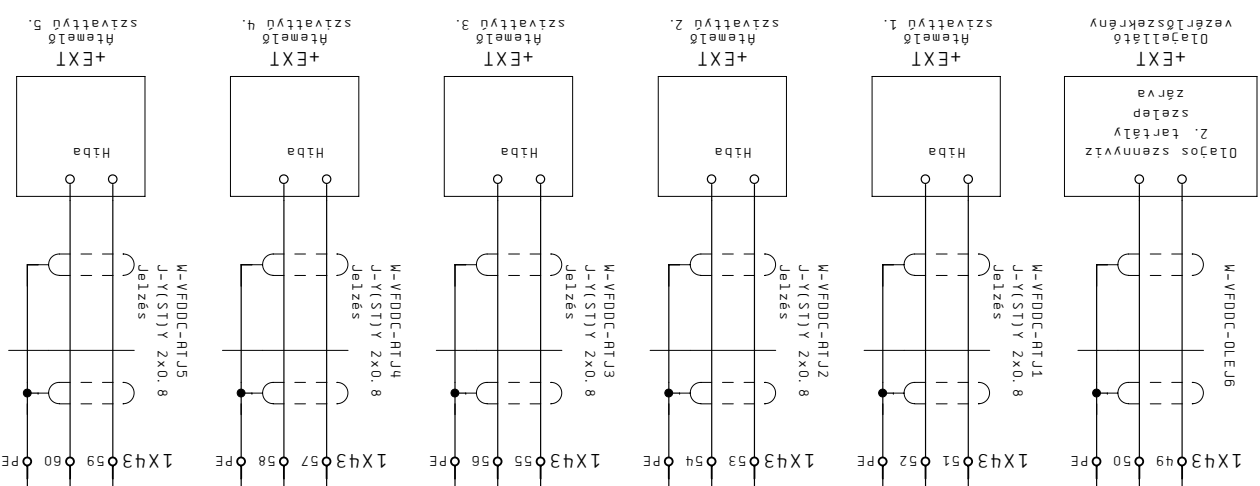 1X43 49 50 PE
W-VFDDC-OLEJ6
Olajos szennyvíz
2. tartály
szelep
zárva
+EXT
Olajellátó
vezérlőszekrény
1X43 51 52 PE
W-VFDDC-ATJ1
J-Y(ST)Y 2x0.8
Jelzés
Hiba
+EXT
Átemelő
szivattyú 1.
1X43 53 54 PE
W-VFDDC-ATJ2
J-Y(ST)Y 2x0.8
Jelzés
Hiba
+EXT
Átemelő
szivattyú 2.
1X43 55 56 PE
W-VFDDC-ATJ3
J-Y(ST)Y 2x0.8
Jelzés
Hiba
+EXT
Átemelő
szivattyú 3.
1X43 57 58 PE
W-VFDDC-ATJ4
J-Y(ST)Y 2x0.8
Jelzés
Hiba
+EXT
Átemelő
szivattyú 4.
1X43 59 60 PE
W-VFDDC-ATJ5
J-Y(ST)Y 2x0.8
Jelzés
Hiba
+EXT
Átemelő
szivattyú 5.